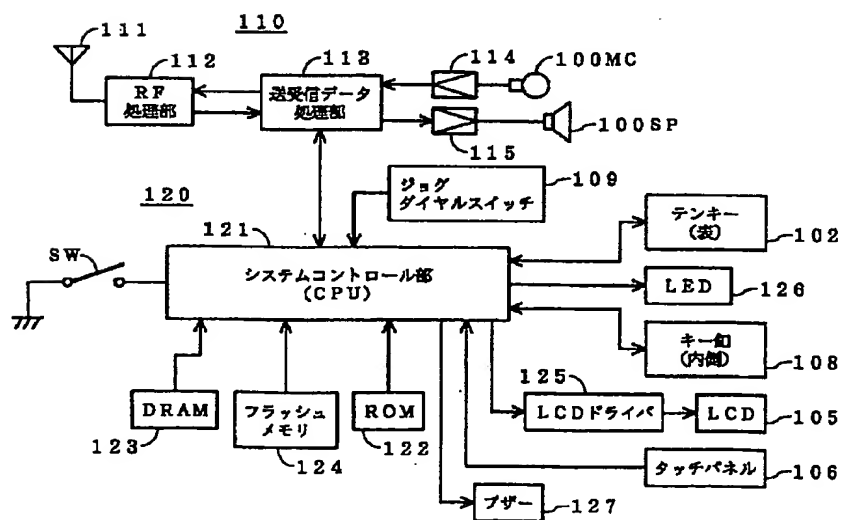 111
110
112
113
114
100MC
RF
処理部
送受信データ
処理部
115
100SP
120
ジョグ
ダイヤルスイッチ
109
121
テンキー
(表)
102
SW
システムコントロール部
(CPU)
LED
126
キー釦
(内側)
108
DRAM
123
フラッシュ
メモリ
124
ROM
122
125
LCDドライバ
LCD
105
タッチパネル
106
ブザー
127